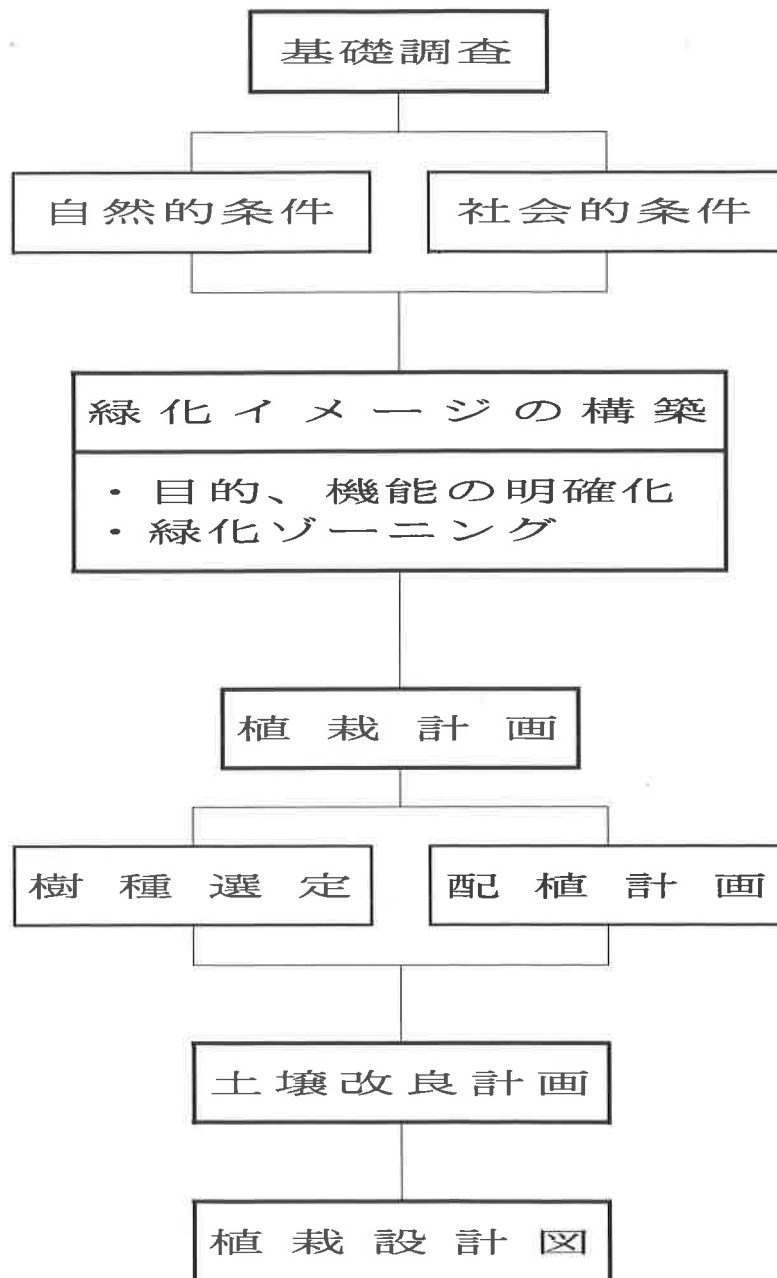 基礎調査
自然的条件
社会的条件
緑化イメージの構築
・目的、機能の明確化
・緑化ゾーニング
植栽計画
樹種選定
配植計画
土壌改良計画
植栽設計図